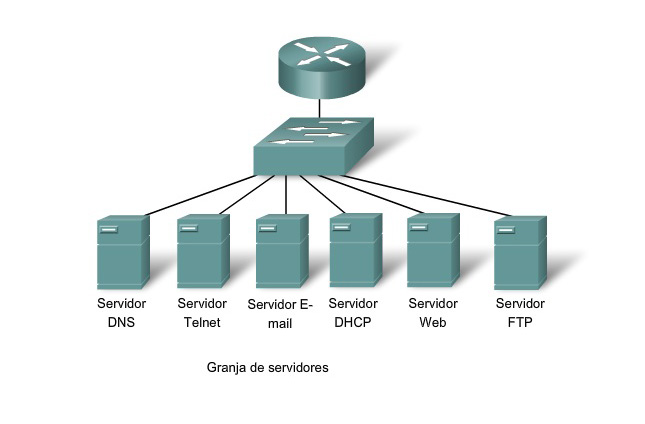 Servidor
DNS
Servidor
Telnet
Servidor E-
mail
Servidor
DHCP
Servidor
Web
Servidor
FTP
Granja de servidores